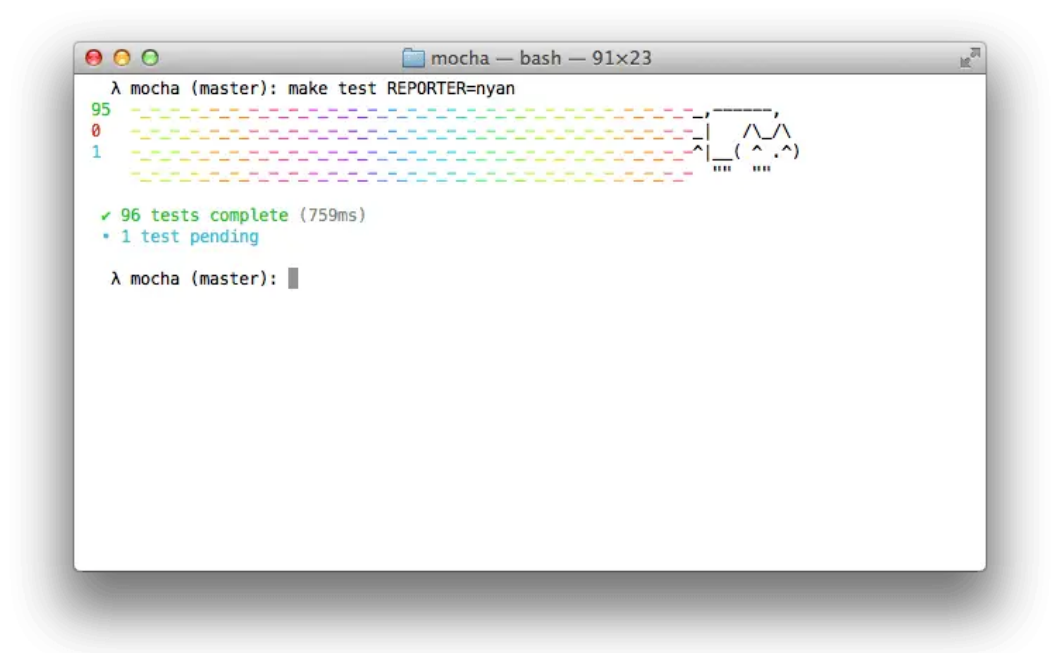 mocha — bash — 91×23
λ mocha (master): make test REPORTER=nyan
95   -_-_-_-_-_-_-_-_-_-_-_-_-_-_-_-_-_-_-_-_-_-_-_-_-_-_-_-_-_,------,
0    -_-_-_-_-_-_-_-_-_-_-_-_-_-_-_-_-_-_-_-_-_-_-_-_-_-_-_-_-_|   /\_/\
1    -_-_-_-_-_-_-_-_-_-_-_-_-_-_-_-_-_-_-_-_-_-_-_-_-_-_-_-_^|__( ^ .^)
     -_-_-_-_-_-_-_-_-_-_-_-_-_-_-_-_-_-_-_-_-_-_-_-_-_-_-_-_  ""  ""
✔ 96 tests complete (759ms)
• 1 test pending
λ mocha (master):